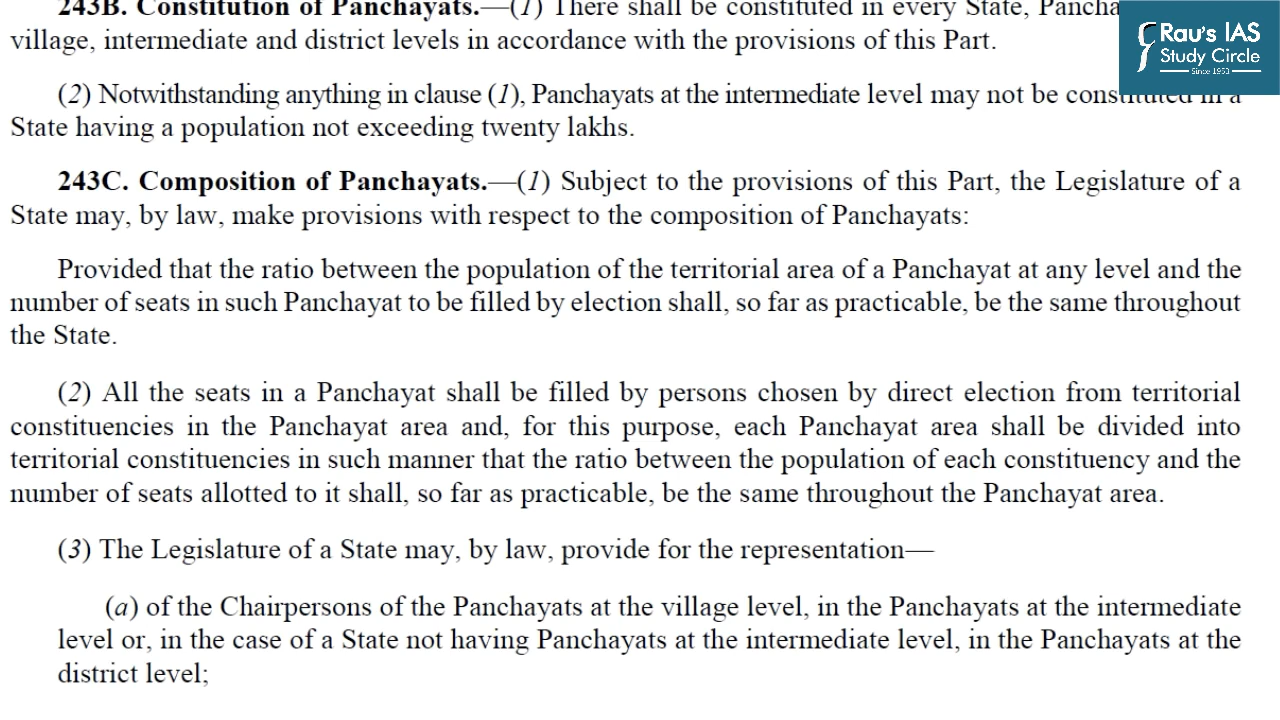 243B. Constitution of Panchayats.—(1) There shall be constituted in every State,
village, intermediate and district levels in accordance with the provisions of this Part.
(2) Notwithstanding anything in clause (1), Panchayats at the intermediate level may not be constituted in a
State having a population not exceeding twenty lakhs.
243C. Composition of Panchayats.—(1) Subject to the provisions of this Part, the Legislature of a
State may, by law, make provisions with respect to the composition of Panchayats:
Provided that the ratio between the population of the territorial area of a Panchayat at any level and the
number of seats in such Panchayat to be filled by election shall, so far as practicable, be the same throughout
the State.
(2) All the seats in a Panchayat shall be filled by persons chosen by direct election from territorial
constituencies in the Panchayat area and, for this purpose, each Panchayat area shall be divided into
territorial constituencies in such manner that the ratio between the population of each constituency and the
number of seats allotted to it shall, so far as practicable, be the same throughout the Panchayat area.
(3) The Legislature of a State may, by law, provide for the representation—
(a) of the Chairpersons of the Panchayats at the village level, in the Panchayats at the intermediate
level or, in the case of a State not having Panchayats at the intermediate level, in the Panchayats at the
district level;
Rau's IAS
Study Circle
Since 1953